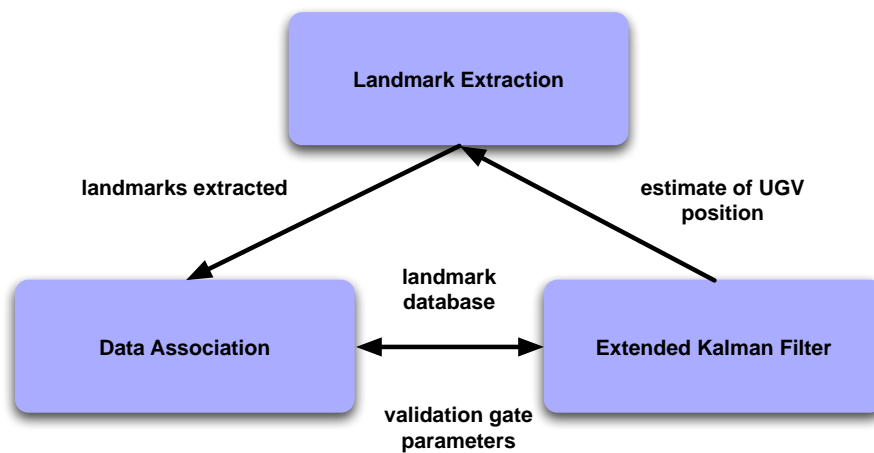 Landmark Extraction
landmarks extracted
estimate of UGV
position
landmark
database
Data Association
Extended Kalman Filter
validation gate
parameters